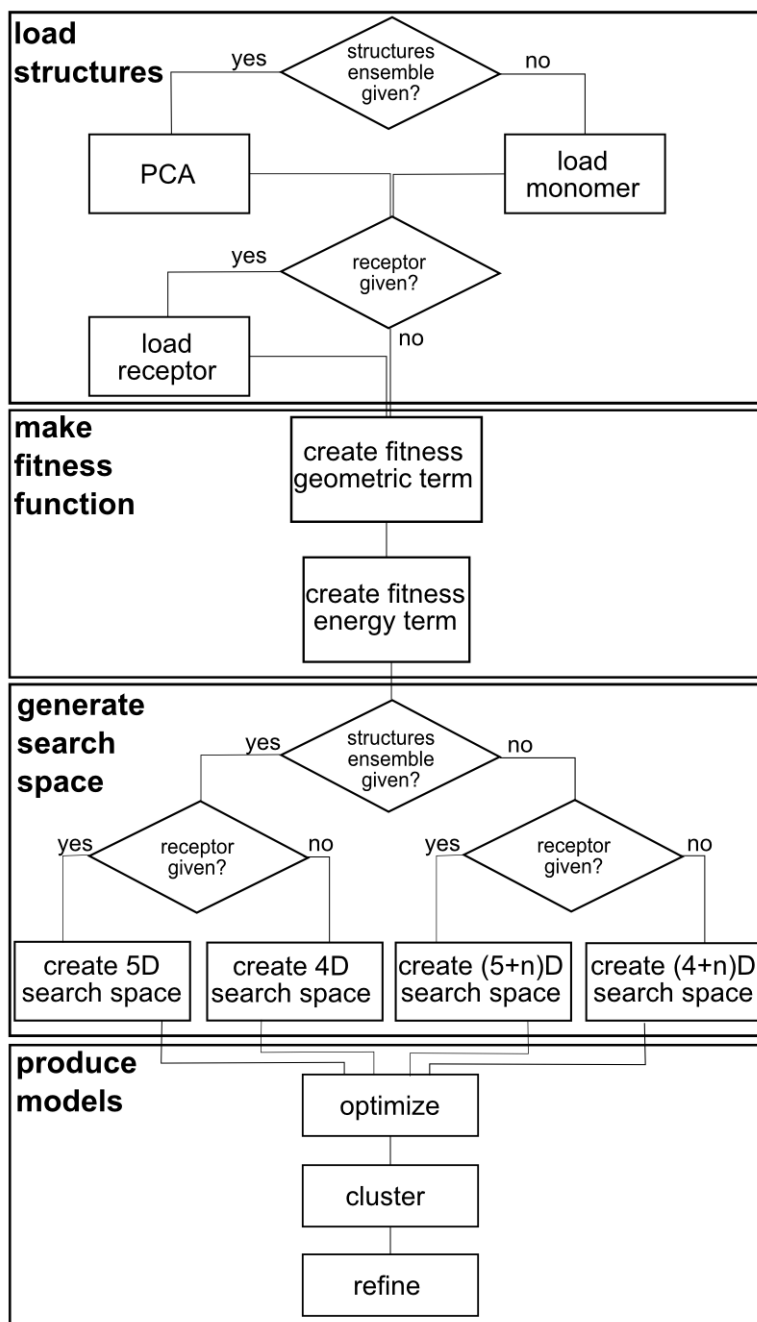 load
structures
yes
structures
ensemble
given?
no
PCA
load
monomer
yes
receptor
given?
no
load
receptor
make
fitness
function
create fitness
geometric term
create fitness
energy term
generate
search
space
yes
structures
ensemble
given?
no
yes
receptor
given?
no
yes
receptor
given?
no
create 5D
search space
create 4D
search space
create (5+n)D
search space
create (4+n)D
search space
produce
models
optimize
cluster
refine